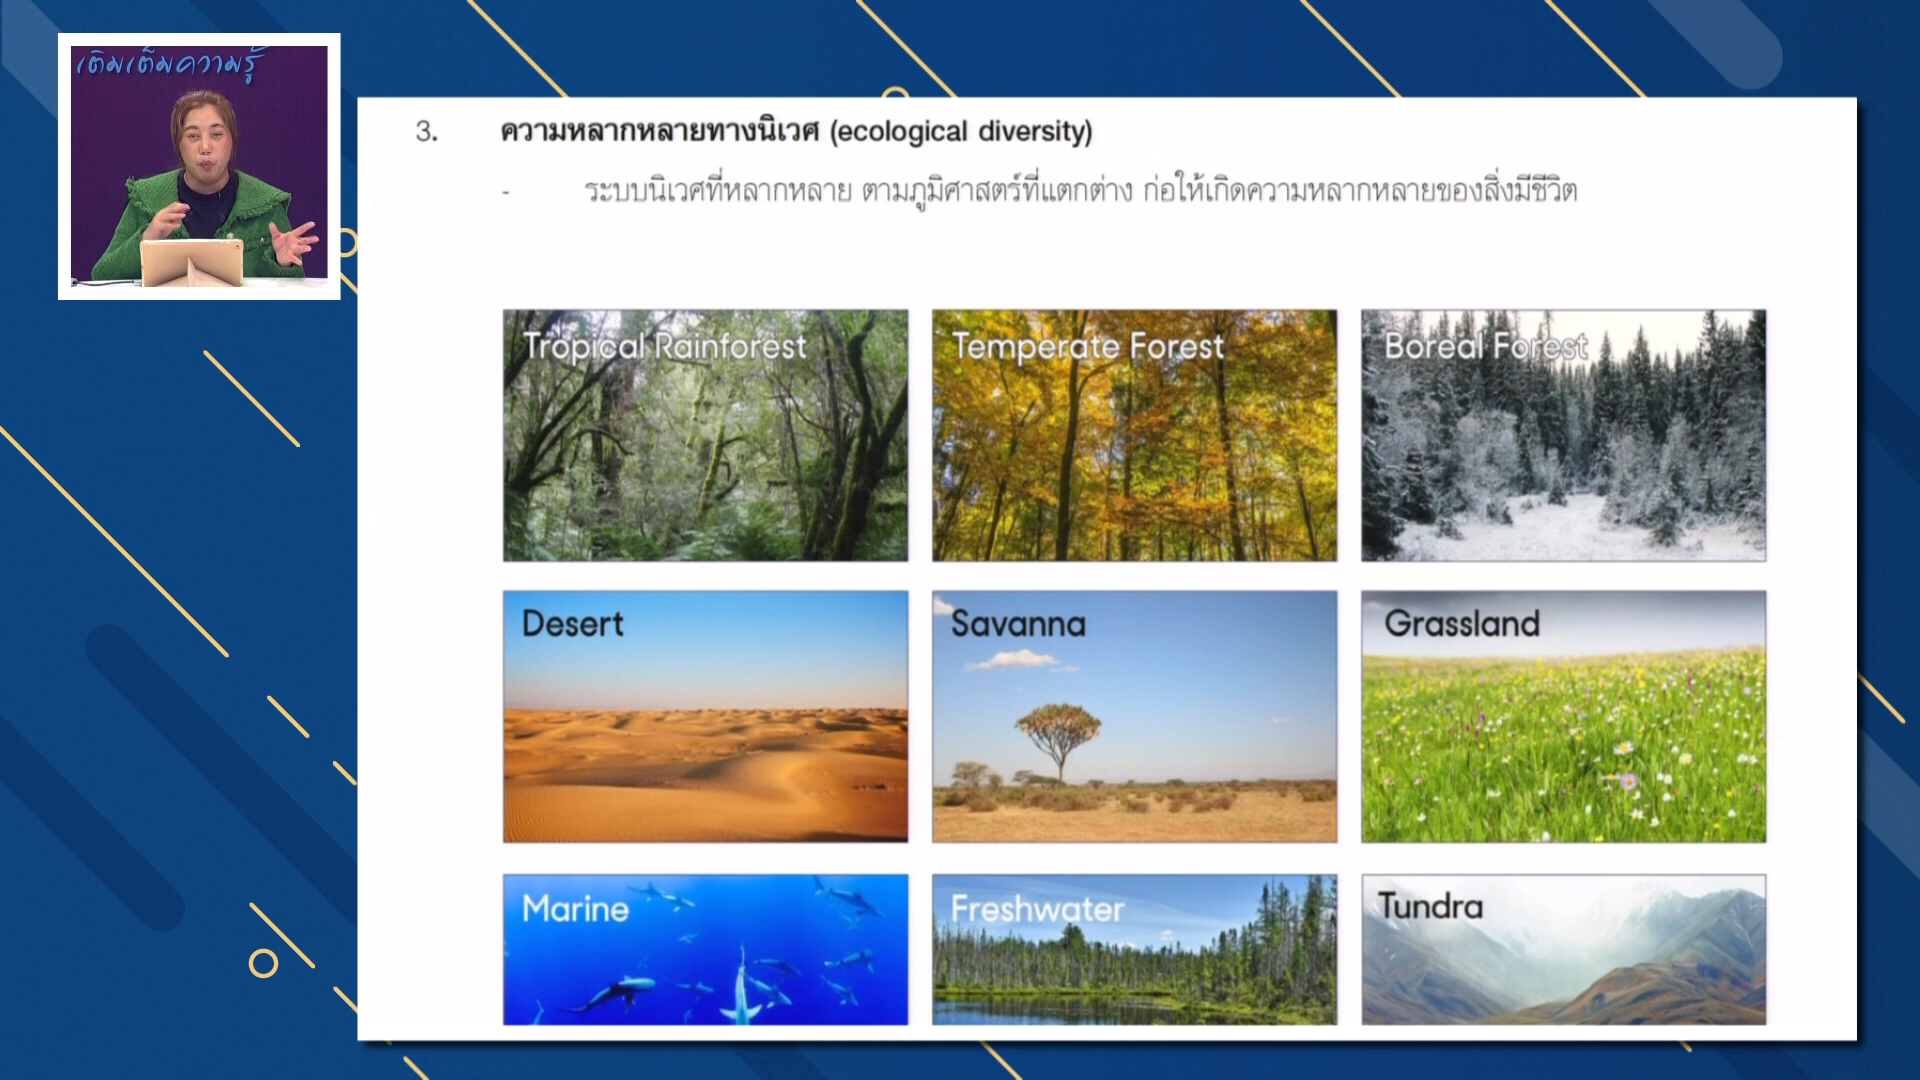 เติมเต็มความรู้
3. ความหลากหลายทางนิเวศ (ecological diversity)
- ระบบนิเวศที่หลากหลาย ตามภูมิศาสตร์ที่แตกต่าง ก่อให้เกิดความหลากหลายของสิ่งมีชีวิต
Tropical Rainforest
Temperate Forest
Boreal Forest
Desert
Savanna
Grassland
Marine
Freshwater
Tundra